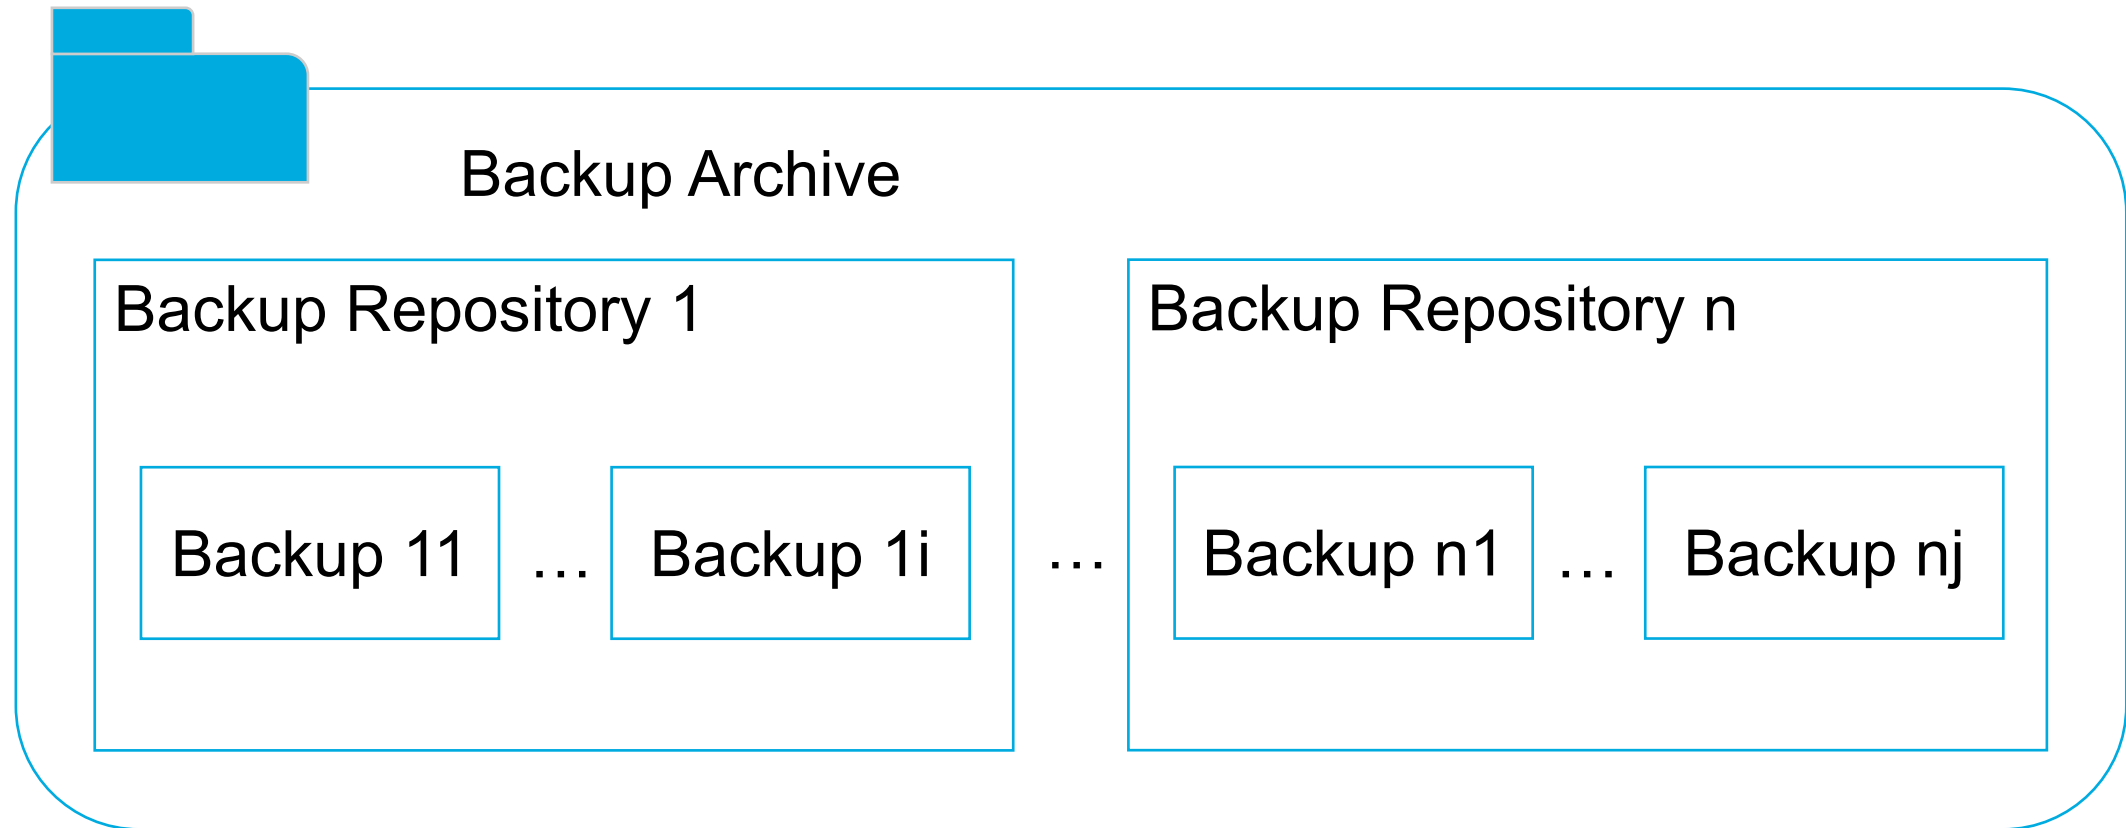 Backup Archive
Backup Repository 1
Backup Repository n
Backup 11
…
Backup 1i
…
Backup n1
…
Backup nj